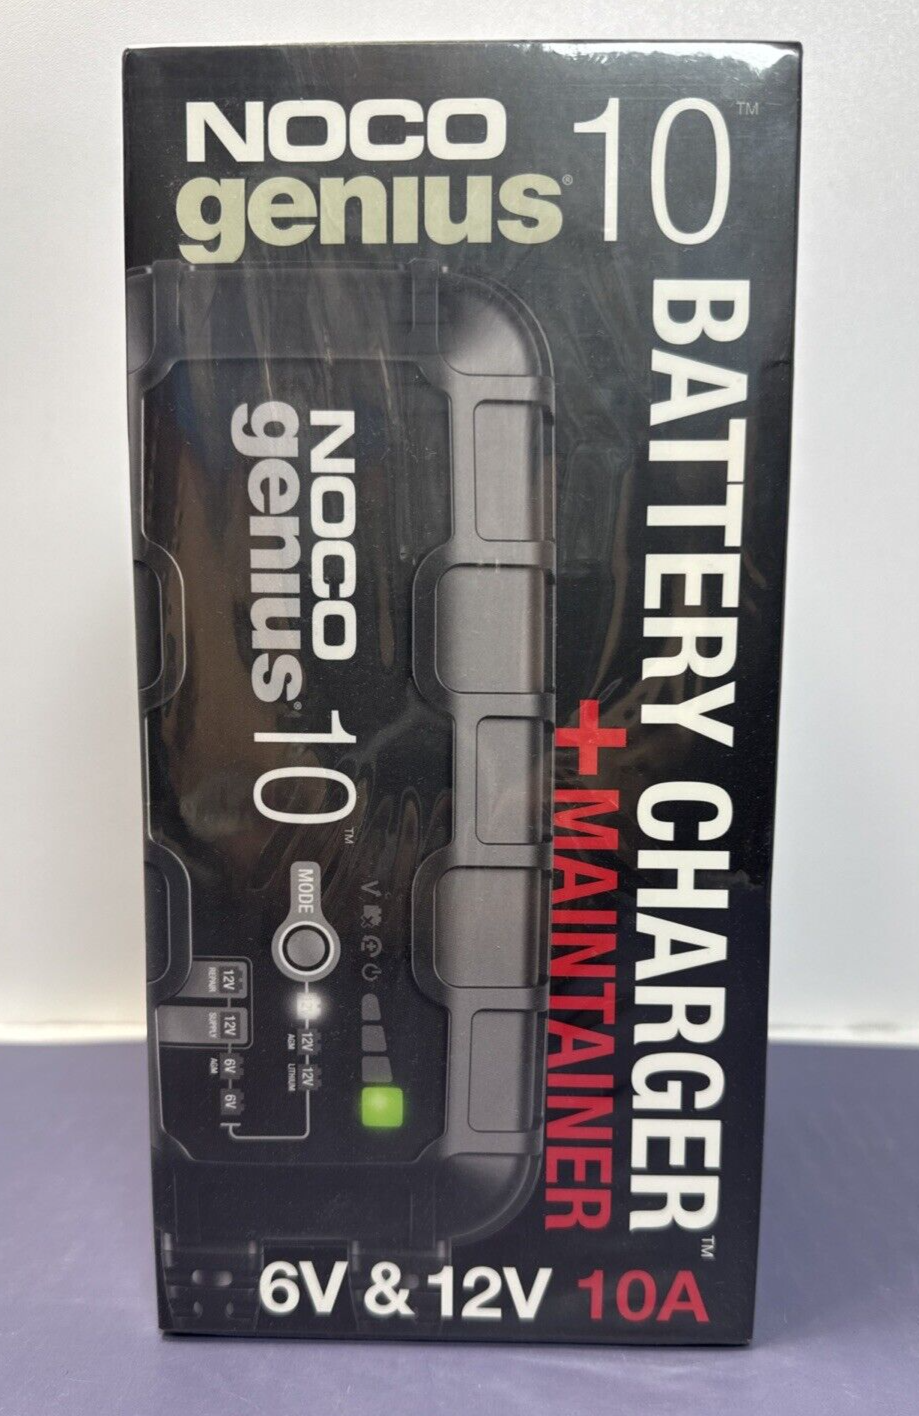 NOCO
genius® 10™
BATTERY CHARGER™
+ MAINTAINER
NOCO
genius® 10™
MODE
12V
REPAIR
12V
SUPPLY
6V
AGM
6V
12V
AGM
12V
LITHIUM
6V & 12V 10A